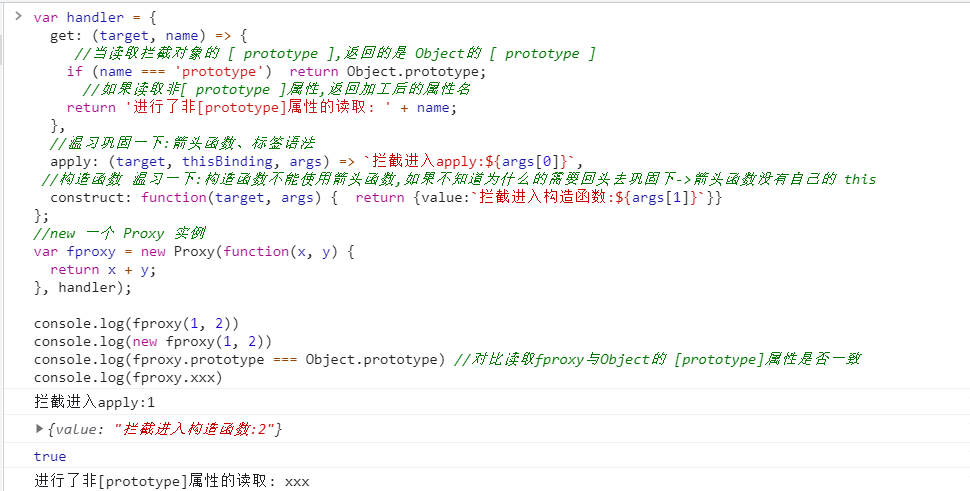 > var handler = {
get: (target, name) => {
//当读取拦截对象的 [ prototype ],返回的是 Object的 [ prototype ]
if (name === 'prototype')  return Object.prototype;
//如果读取非[ prototype ]属性,返回加工后的属性名
return '进行了非[prototype]属性的读取: ' + name;
},
//温习巩固一下:箭头函数、标签语法
apply: (target, thisBinding, args) => `拦截进入apply:${args[0]}`,
//构造函数 温习一下:构造函数不能使用箭头函数,如果不知道为什么的需要回头去巩固下->箭头函数没有自己的 this
construct: function(target, args) {  return {value:`拦截进入构造函数:${args[1]}`}}
};
//new 一个 Proxy 实例
var fproxy = new Proxy(function(x, y) {
return x + y;
}, handler);
console.log(fproxy(1, 2))
console.log(new fproxy(1, 2))
console.log(fproxy.prototype === Object.prototype) //对比读取fproxy与Object的 [prototype]属性是否一致
console.log(fproxy.xxx)
拦截进入apply:1
▶{value: "拦截进入构造函数:2"}
true
进行了非[prototype]属性的读取: xxx